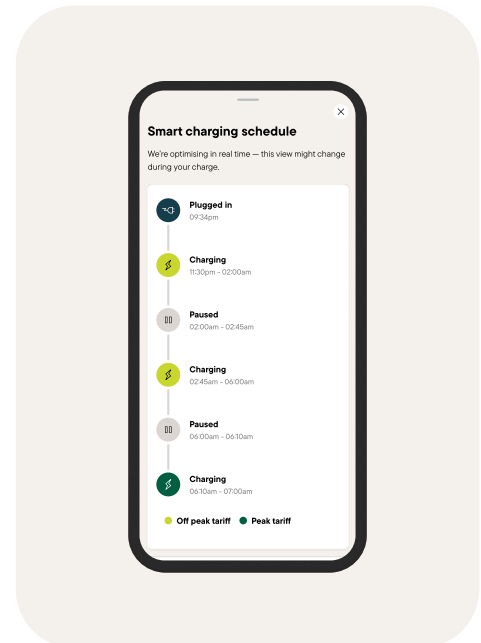 Smart charging schedule
We're optimising in real time — this view might change
during your charge.
Plugged in
09:34pm
Charging
11:30pm - 02:00am
Paused
02:00am - 02:45am
Charging
02:45am - 06:00am
Paused
06:00am - 06:10am
Charging
06:10am - 07:00am
Off peak tariff Peak tariff